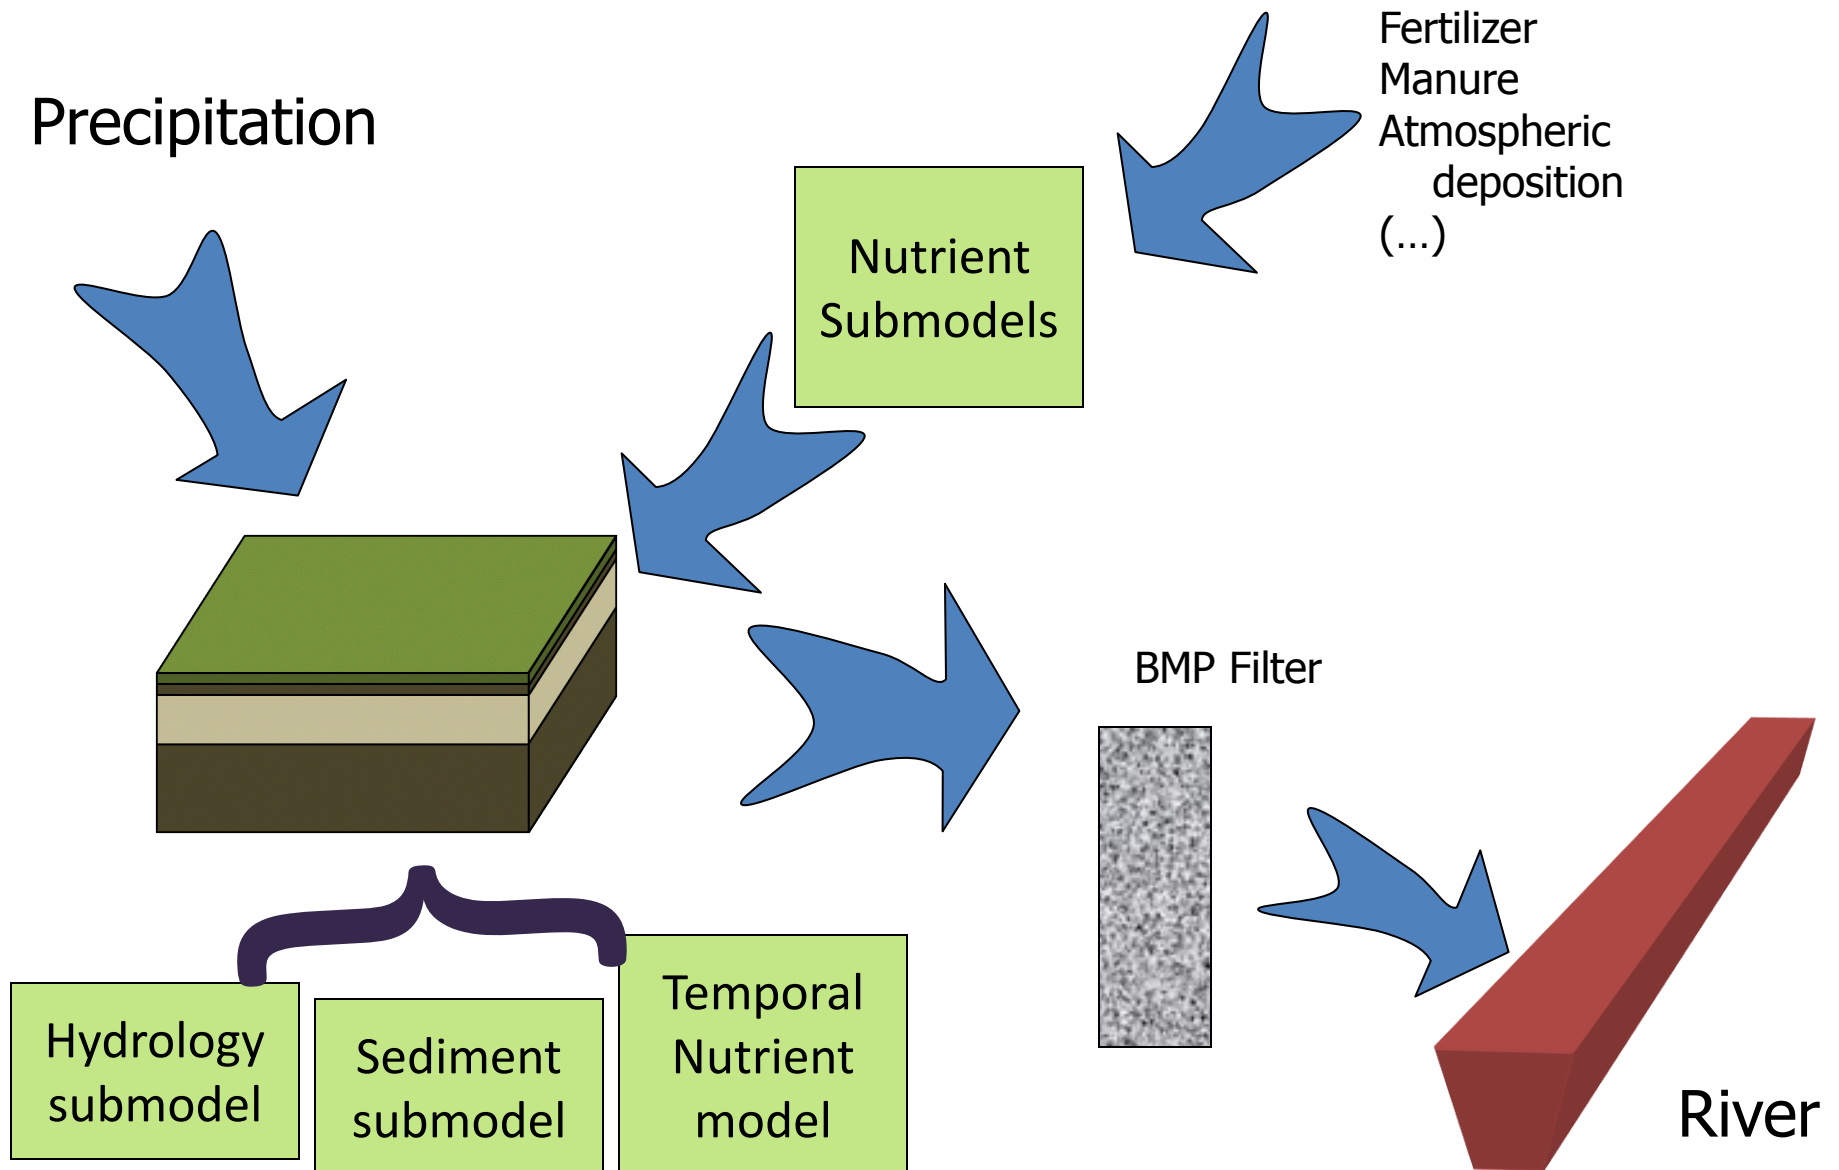 Precipitation
Fertilizer
Manure
Atmospheric
deposition
(...)
Nutrient
Submodels
BMP Filter
Hydrology
submodel
Sediment
submodel
Temporal
Nutrient
model
River